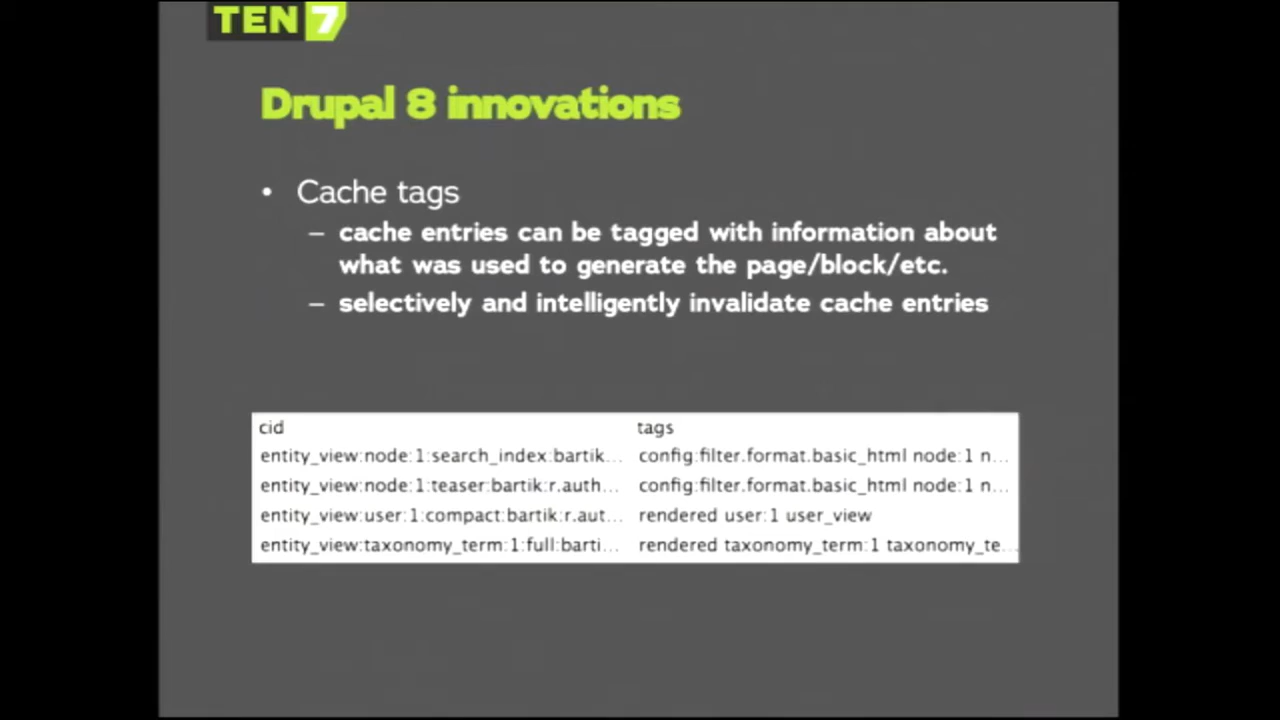 TEN 7
Drupal 8 innovations
• Cache tags
– cache entries can be tagged with information about
what was used to generate the page/block/etc.
– selectively and intelligently invalidate cache entries
cid tags
entity_view:node:1:search_index:bartik... config:filter.format.basic_html node:1 n...
entity_view:node:1:teaser:bartik:r.auth... config:filter.format.basic_html node:1 n...
entity_view:user:1:compact:bartik:r.aut... rendered user:1 user_view
entity_view:taxonomy_term:1:full:barti... rendered taxonomy_term:1 taxonomy_te...